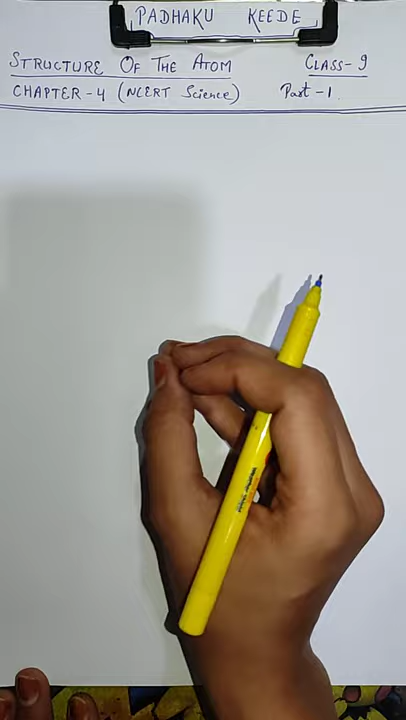 PADHAKU KEEDE
STRUCTURE OF THE ATOM CLASS-9
CHAPTER-4 (NCERT Science) Part-1